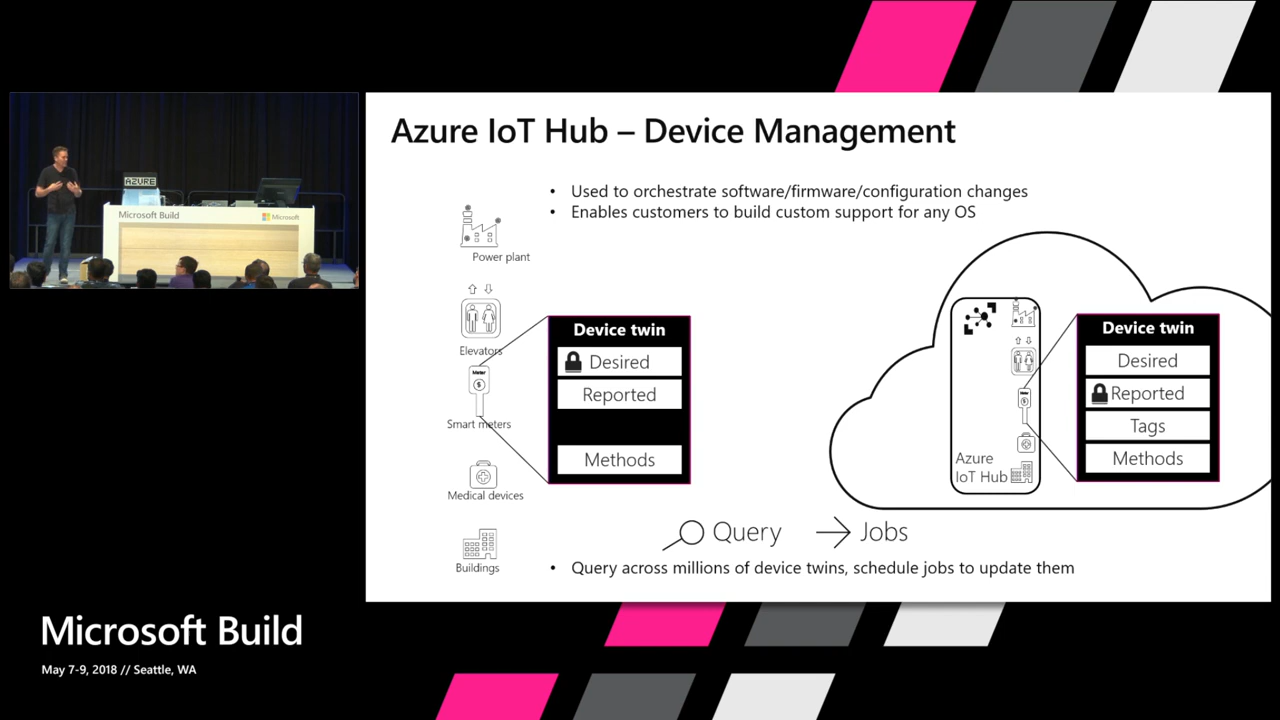 AZURE
Microsoft Build
Microsoft
Azure IoT Hub – Device Management
• Used to orchestrate software/firmware/configuration changes
• Enables customers to build custom support for any OS
Power plant
Elevators
Meter
$
Smart meters
Medical devices
Buildings
Device twin
Desired
Reported
Methods
Azure
IoT Hub
Device twin
Desired
Reported
Tags
Methods
Query
Jobs
• Query across millions of device twins, schedule jobs to update them
Microsoft Build
May 7-9, 2018 // Seattle, WA